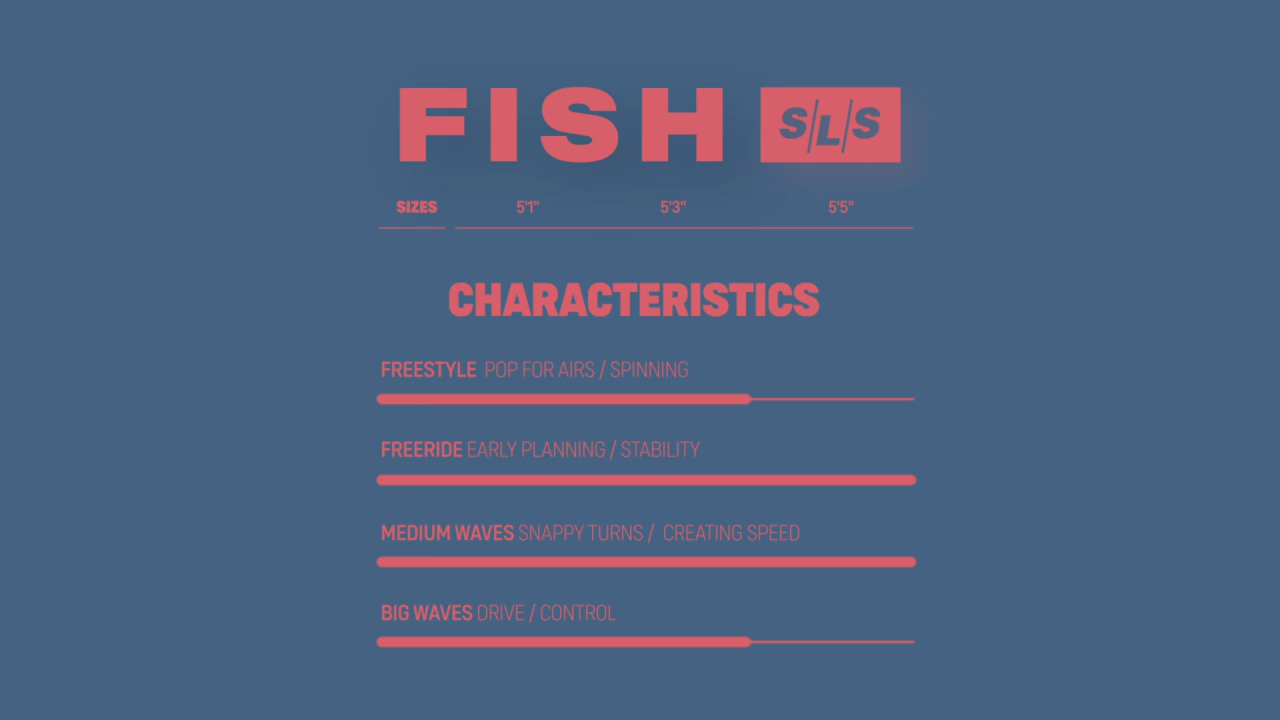 FISH S/L/S
SIZES 5'1" 5'3" 5'5"
CHARACTERISTICS
FREESTYLE POP FOR AIRS / SPINNING
FREERIDE EARLY PLANNING / STABILITY
MEDIUM WAVES SNAPPY TURNS / CREATING SPEED
BIG WAVES DRIVE / CONTROL